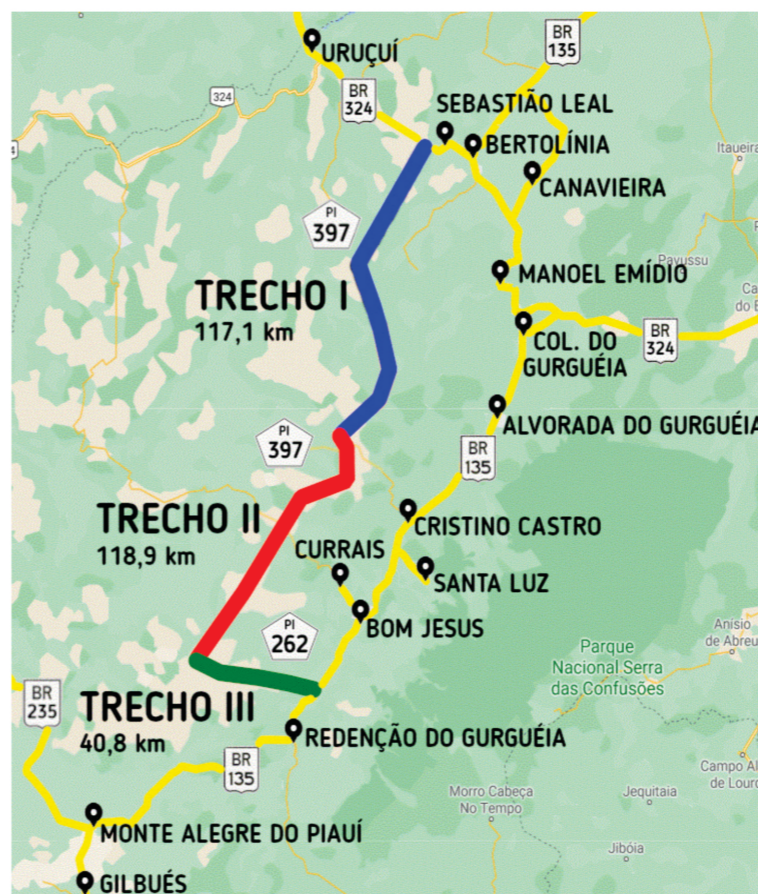 URUÇUÍ
BR
135
324
BR
324
SEBASTIÃO LEAL
BERTOLÍNIA
Itaueira
CANAVIEIRA
PI
397
MANOEL EMÍDIO
Pavussu
TRECHO I
117,1 km
COL. DO
GURGUÉIA
BR
324
ALVORADA DO GURGUÉIA
PI
397
BR
135
TRECHO II
118,9 km
CRISTINO CASTRO
CURRAIS
SANTA LUZ
BOM JESUS
PI
262
Anísio
de Abreu
Parque
Nacional Serra
das Confusões
BR
235
TRECHO III
40,8 km
REDENÇÃO DO GURGUÉIA
BR
135
Campo Al
de Lourd
Morro Cabeça
No Tempo
Jequitaia
MONTE ALEGRE DO PIAUÍ
Jibóia
GILBUÉS